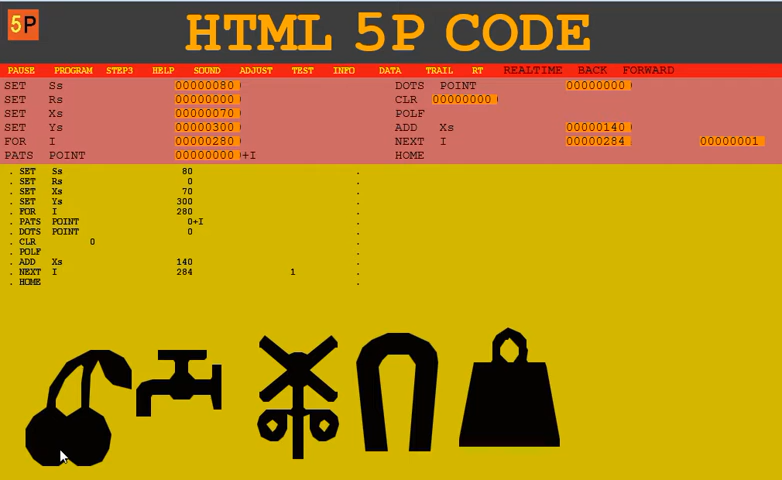 5P
HTML 5P CODE
PAUSE PROGRAM STEP3 HELP SOUND ADJUST TEST INFO DATA TRAIL RT REALTIME BACK FORWARD
SET Ss 00000080 DOTS POINT 00000000
SET Rs 00000000 CLR 00000000
SET Xs 00000070 POLF
SET Ys 00000300 ADD Xs 00000140
FOR I 00000280 NEXT I 00000284 00000001
PATS POINT 00000000 +I HOME
. SET Ss 80 .
. SET Rs 0 .
. SET Xs 70 .
. SET Ys 300 .
. FOR I 280 .
. PATS POINT 0+I .
. DOTS POINT 0 .
. CLR 0 .
. POLF .
. ADD Xs 140 .
. NEXT I 284 1 .
. HOME .